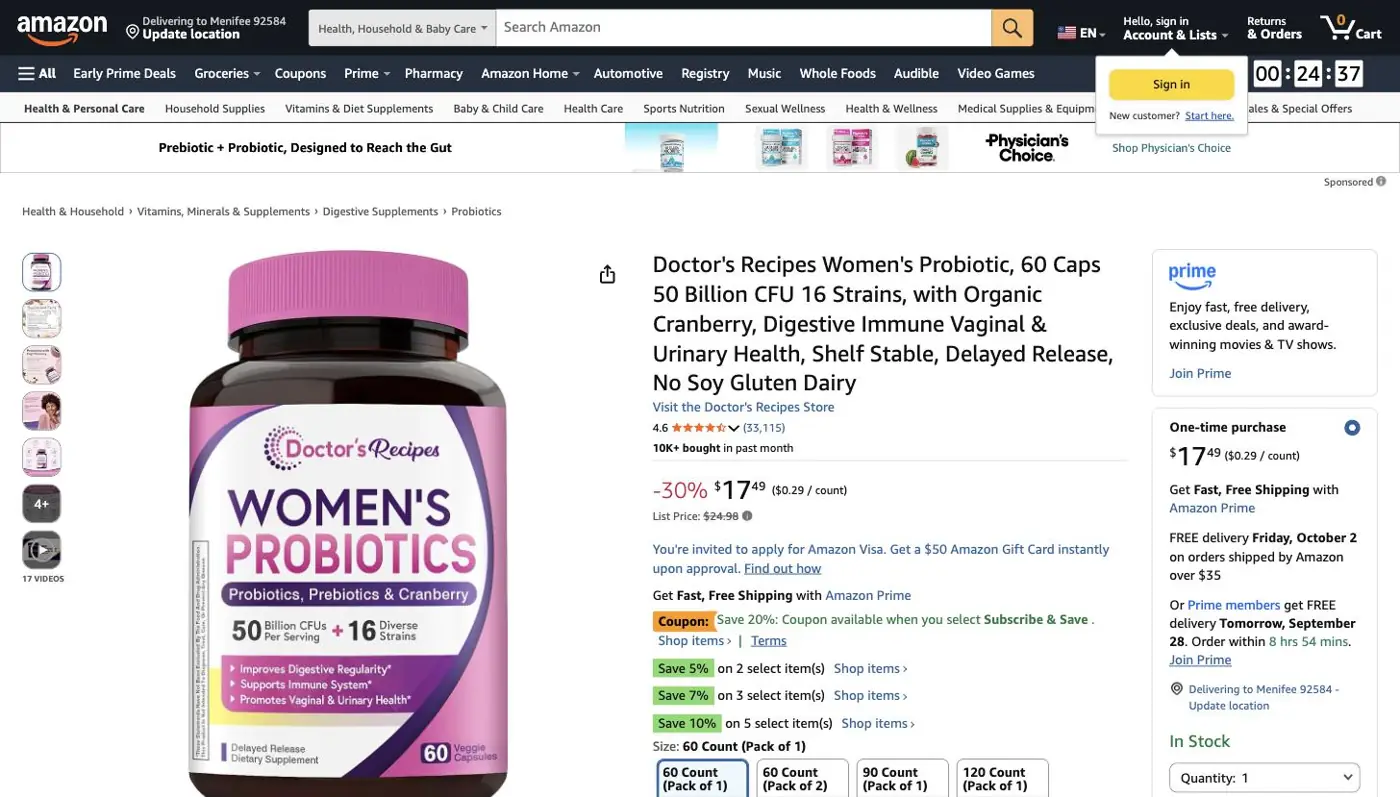 amazon
Delivering to Menifee 92584
Update location
Health, Household & Baby Care
Search Amazon
EN
Hello, sign in
Account & Lists
Returns
& Orders
0
Cart
All
Early Prime Deals
Groceries
Coupons
Prime
Pharmacy
Amazon Home
Automotive
Registry
Music
Whole Foods
Audible
Video Games
00 : 24 : 37
Sign in
New customer? Start here.
Health & Personal Care
Household Supplies
Vitamins & Diet Supplements
Baby & Child Care
Health Care
Sports Nutrition
Sexual Wellness
Health & Wellness
Medical Supplies & Equipm
ales & Special Offers
Prebiotic + Probiotic, Designed to Reach the Gut
Physician's
Choice.
Shop Physician's Choice
Sponsored
Health & Household › Vitamins, Minerals & Supplements › Digestive Supplements › Probiotics
4+
17 VIDEOS
Doctor's Recipes
WOMEN'S
PROBIOTICS
Probiotics, Prebiotics & Cranberry
50 Billion CFUs Per Serving + 16 Diverse Strains
Improves Digestive Regularity*
Supports Immune System*
Promotes Vaginal & Urinary Health*
Delayed Release
Dietary Supplement
60 Veggie Capsules
Doctor's Recipes Women's Probiotic, 60 Caps
50 Billion CFU 16 Strains, with Organic
Cranberry, Digestive Immune Vaginal &
Urinary Health, Shelf Stable, Delayed Release,
No Soy Gluten Dairy
Visit the Doctor's Recipes Store
4.6 (33,115)
10K+ bought in past month
-30% $17 49 ($0.29 / count)
List Price: $24.98
You're invited to apply for Amazon Visa. Get a $50 Amazon Gift Card instantly
upon approval. Find out how
Get Fast, Free Shipping with Amazon Prime
Coupon: Save 20%: Coupon available when you select Subscribe & Save .
Shop items › | Terms
Save 5% on 2 select item(s) Shop items ›
Save 7% on 3 select item(s) Shop items ›
Save 10% on 5 select item(s) Shop items ›
Size: 60 Count (Pack of 1)
60 Count
(Pack of 1)
60 Count
(Pack of 2)
90 Count
(Pack of 1)
120 Count
(Pack of 1)
prime
Enjoy fast, free delivery,
exclusive deals, and award-
winning movies & TV shows.
Join Prime
One-time purchase
$17 49 ($0.29 / count)
Get Fast, Free Shipping with
Amazon Prime
FREE delivery Friday, October 2
on orders shipped by Amazon
over $35
Or Prime members get FREE
delivery Tomorrow, September
28. Order within 8 hrs 54 mins.
Join Prime
Delivering to Menifee 92584 -
Update location
In Stock
Quantity: 1